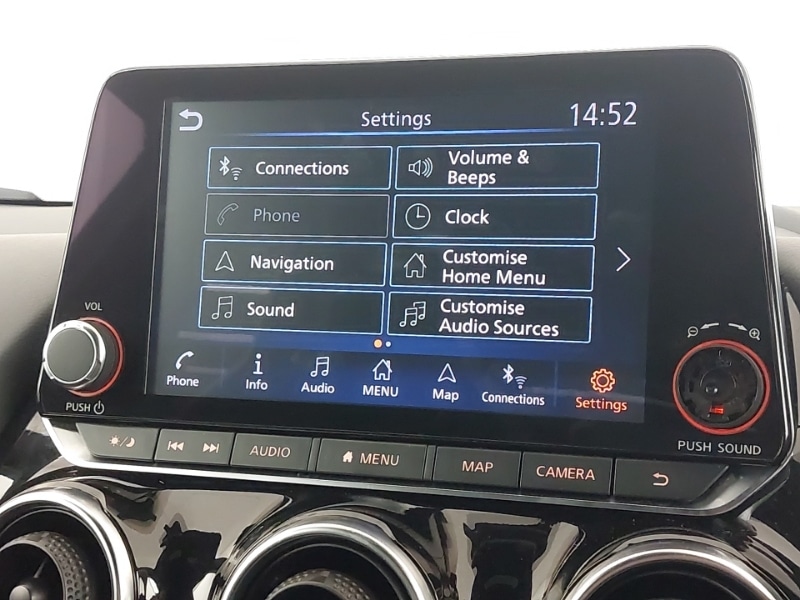 Settings
14:52
Connections
Volume &
Beeps
Phone
Clock
Navigation
Customise
Home Menu
Sound
Customise
Audio Sources
Phone
Info
Audio
MENU
Map
Connections
Settings
VOL
PUSH
PUSH SOUND
AUDIO
MENU
MAP
CAMERA